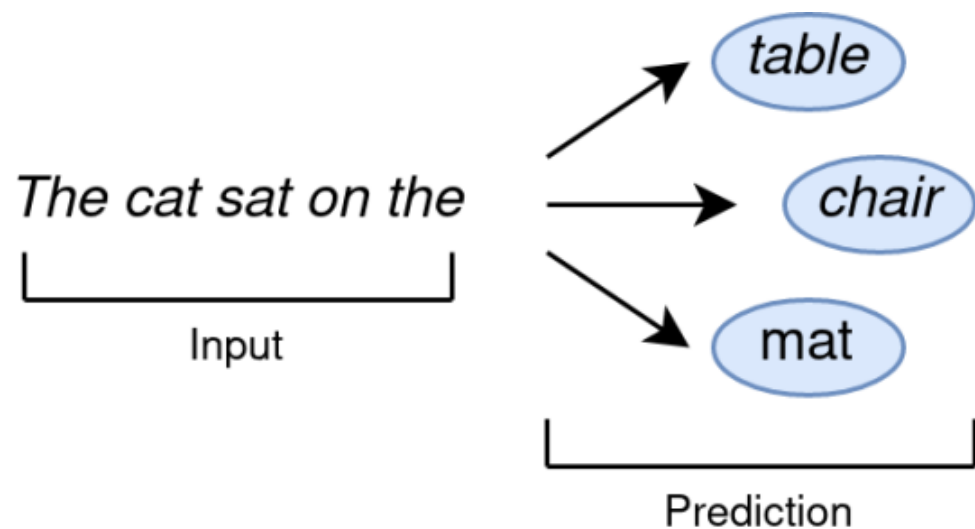 table
The cat sat on the
chair
mat
Input
Prediction